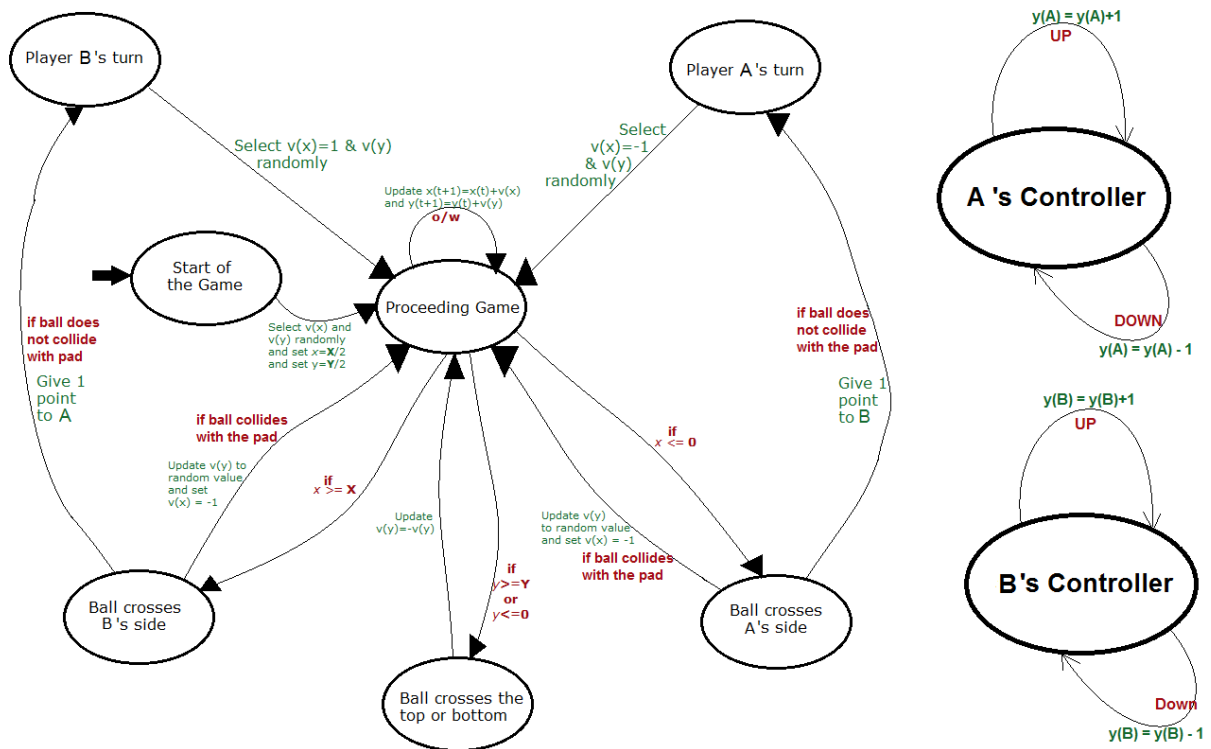 Player B's turn
Player A's turn
y(A) = y(A)+1
UP
A 's Controller
DOWN
y(A) = y(A) - 1
Select v(x)=1 & v(y)
randomly
Select
v(x)=-1
& v(y)
randomly
Update x(t+1)=x(t)+v(x)
and y(t+1)=y(t)+v(y)
o/w
Start of
the Game
Proceeding Game
Select v(x) and
v(y) randomly
and set x=X/2
and set y=Y/2
if ball does
not collide
with pad
Give 1
point
to A
if ball does
not collide
with the pad
Give 1
point
to B
if ball collides
with the pad
Update v(y) to
random value
and set
v(x) = -1
if
x >= X
Update
v(y)=-v(y)
if
y>=Y
or
y<=0
if
x <= 0
Update v(y)
to random value
and set v(x) = -1
if ball collides
with the pad
Ball crosses
B's side
Ball crosses the
top or bottom
Ball crosses
A's side
y(B) = y(B)+1
UP
B's Controller
Down
y(B) = y(B) - 1